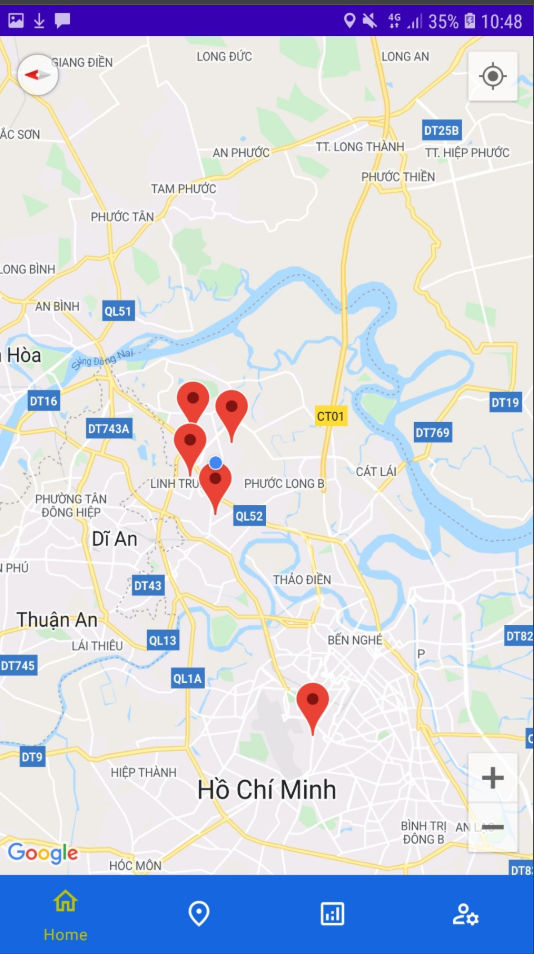 4G 35% 10:48
GIANG ĐIỀN
LONG ĐỨC
LONG AN
ẮC SƠN
DT25B
AN PHƯỚC
TT. LONG THÀNH
TT. HIỆP PHƯỚC
TAM PHƯỚC
PHƯỚC THIỀN
PHƯỚC TÂN
LONG BÌNH
AN BÌNH
QL51
Hòa
Sông Đồng Nai
DT16
DT19
CT01
DT743A
DT769
CÁT LÁI
LINH TRU
PHƯỚC LONG B
PHƯỜNG TÂN
ĐÔNG HIỆP
QL52
Dĩ An
N PHÚ
DT43
THẢO ĐIỀN
Thuận An
LÁI THIÊU
QL13
BẾN NGHÉ
DT82
P
DT745
QL1A
DT9
HIỆP THÀNH
Hồ Chí Minh
BÌNH TRỊ
ĐÔNG B
AN LẠ
Google
HÓC MÔN
DT8
Home